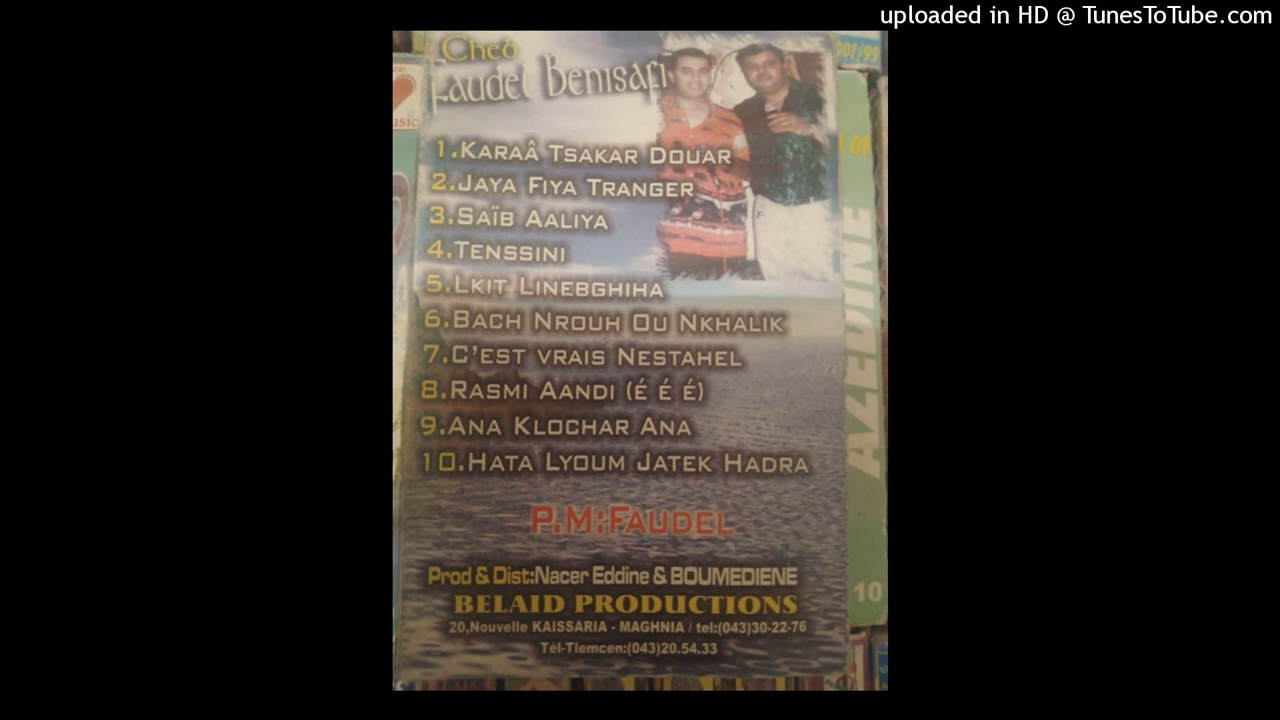 uploaded in HD @ TunesToTube.com
Cheb
Faudel Benisafi
1.Karaâ Tsakar Douar
2.Jaya Fiya Tranger
3.Saïb Aaliya
4.Tenssini
5.Lkit Linebghiha
6.Bach Nrouh Ou Nkhalik
7.C'est vrais Nestahel
8.Rasmi Aandi (É É É)
9.Ana Klochar Ana
10.Hata Lyoum Jatek Hadra
P.M:Faudel
Prod & Dist:Nacer Eddine & BOUMEDIENE
BELAID PRODUCTIONS
20,Nouvelle KAISSARIA - MAGHNIA / tel:(043)30-22-76
Tél-Tlemcen:(043)20.54.33
AZEDINE
10